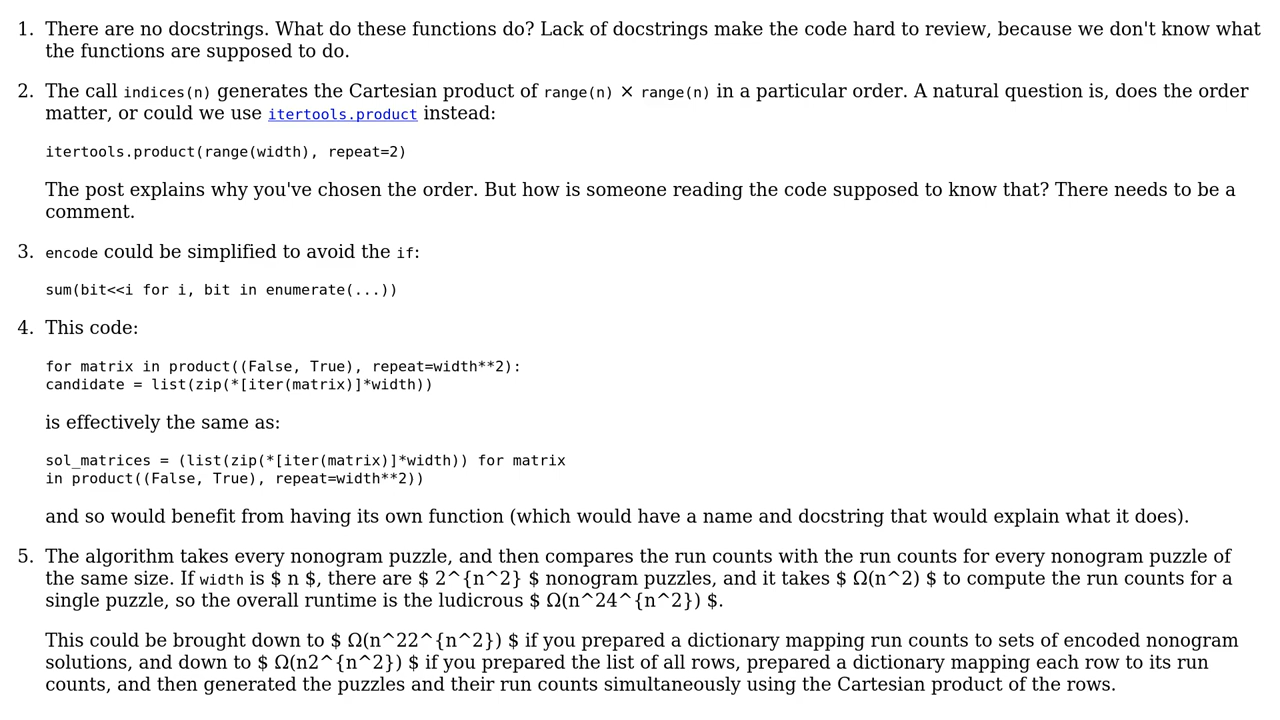 1. There are no docstrings. What do these functions do? Lack of docstrings make the code hard to review, because we don't know what
the functions are supposed to do.
2. The call indices(n) generates the Cartesian product of range(n) × range(n) in a particular order. A natural question is, does the order
matter, or could we use itertools.product instead:
itertools.product(range(width), repeat=2)
The post explains why you've chosen the order. But how is someone reading the code supposed to know that? There needs to be a
comment.
3. encode could be simplified to avoid the if:
sum(bit<<i for i, bit in enumerate(...))
4. This code:
for matrix in product((False, True), repeat=width**2):
candidate = list(zip(*[iter(matrix)]*width))
is effectively the same as:
sol_matrices = (list(zip(*[iter(matrix)]*width)) for matrix
in product((False, True), repeat=width**2))
and so would benefit from having its own function (which would have a name and docstring that would explain what it does).
5. The algorithm takes every nonogram puzzle, and then compares the run counts with the run counts for every nonogram puzzle of
the same size. If width is $ n $, there are $ 2^{n^2} $ nonogram puzzles, and it takes $ Ω(n^2) $ to compute the run counts for a
single puzzle, so the overall runtime is the ludicrous $ Ω(n^24^{n^2}) $.
This could be brought down to $ Ω(n^22^{n^2}) $ if you prepared a dictionary mapping run counts to sets of encoded nonogram
solutions, and down to $ Ω(n2^{n^2}) $ if you prepared the list of all rows, prepared a dictionary mapping each row to its run
counts, and then generated the puzzles and their run counts simultaneously using the Cartesian product of the rows.